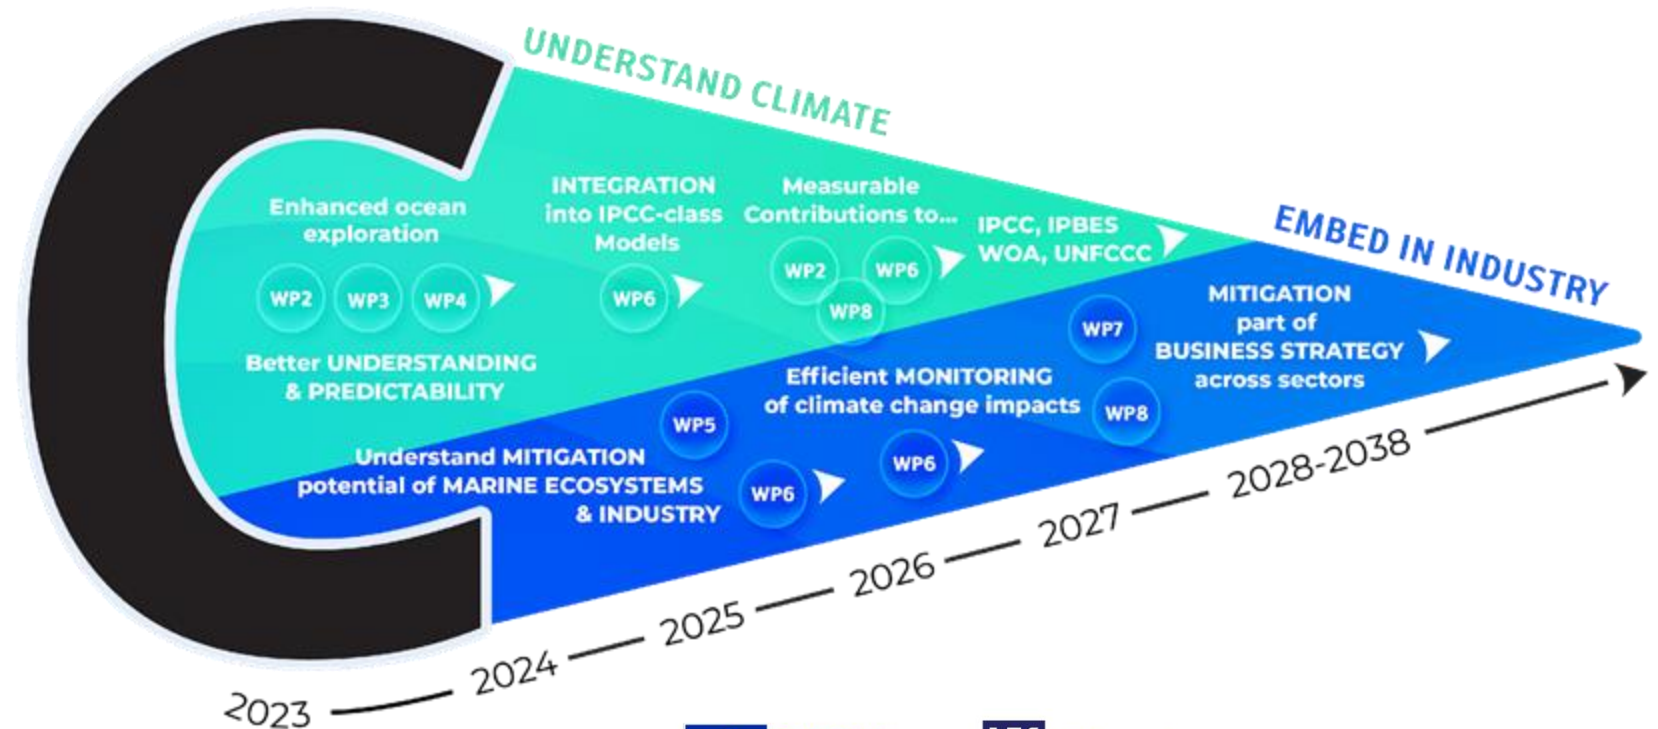 UNDERSTAND CLIMATE
EMBED IN INDUSTRY
Enhanced ocean
exploration
WP2 WP3 WP4
Better UNDERSTANDING
& PREDICTABILITY
INTEGRATION
into IPCC-class
Models
WP6
Measurable
Contributions to...
WP2 WP6
WP8
IPCC, IPBES
WOA, UNFCCC
Understand MITIGATION
potential of MARINE ECOSYSTEMS
& INDUSTRY
WP5
WP6
Efficient MONITORING
of climate change impacts
WP6
WP7
WP8
MITIGATION
part of
BUSINESS STRATEGY
across sectors
2023
2024
2025
2026
2027
2028-2038